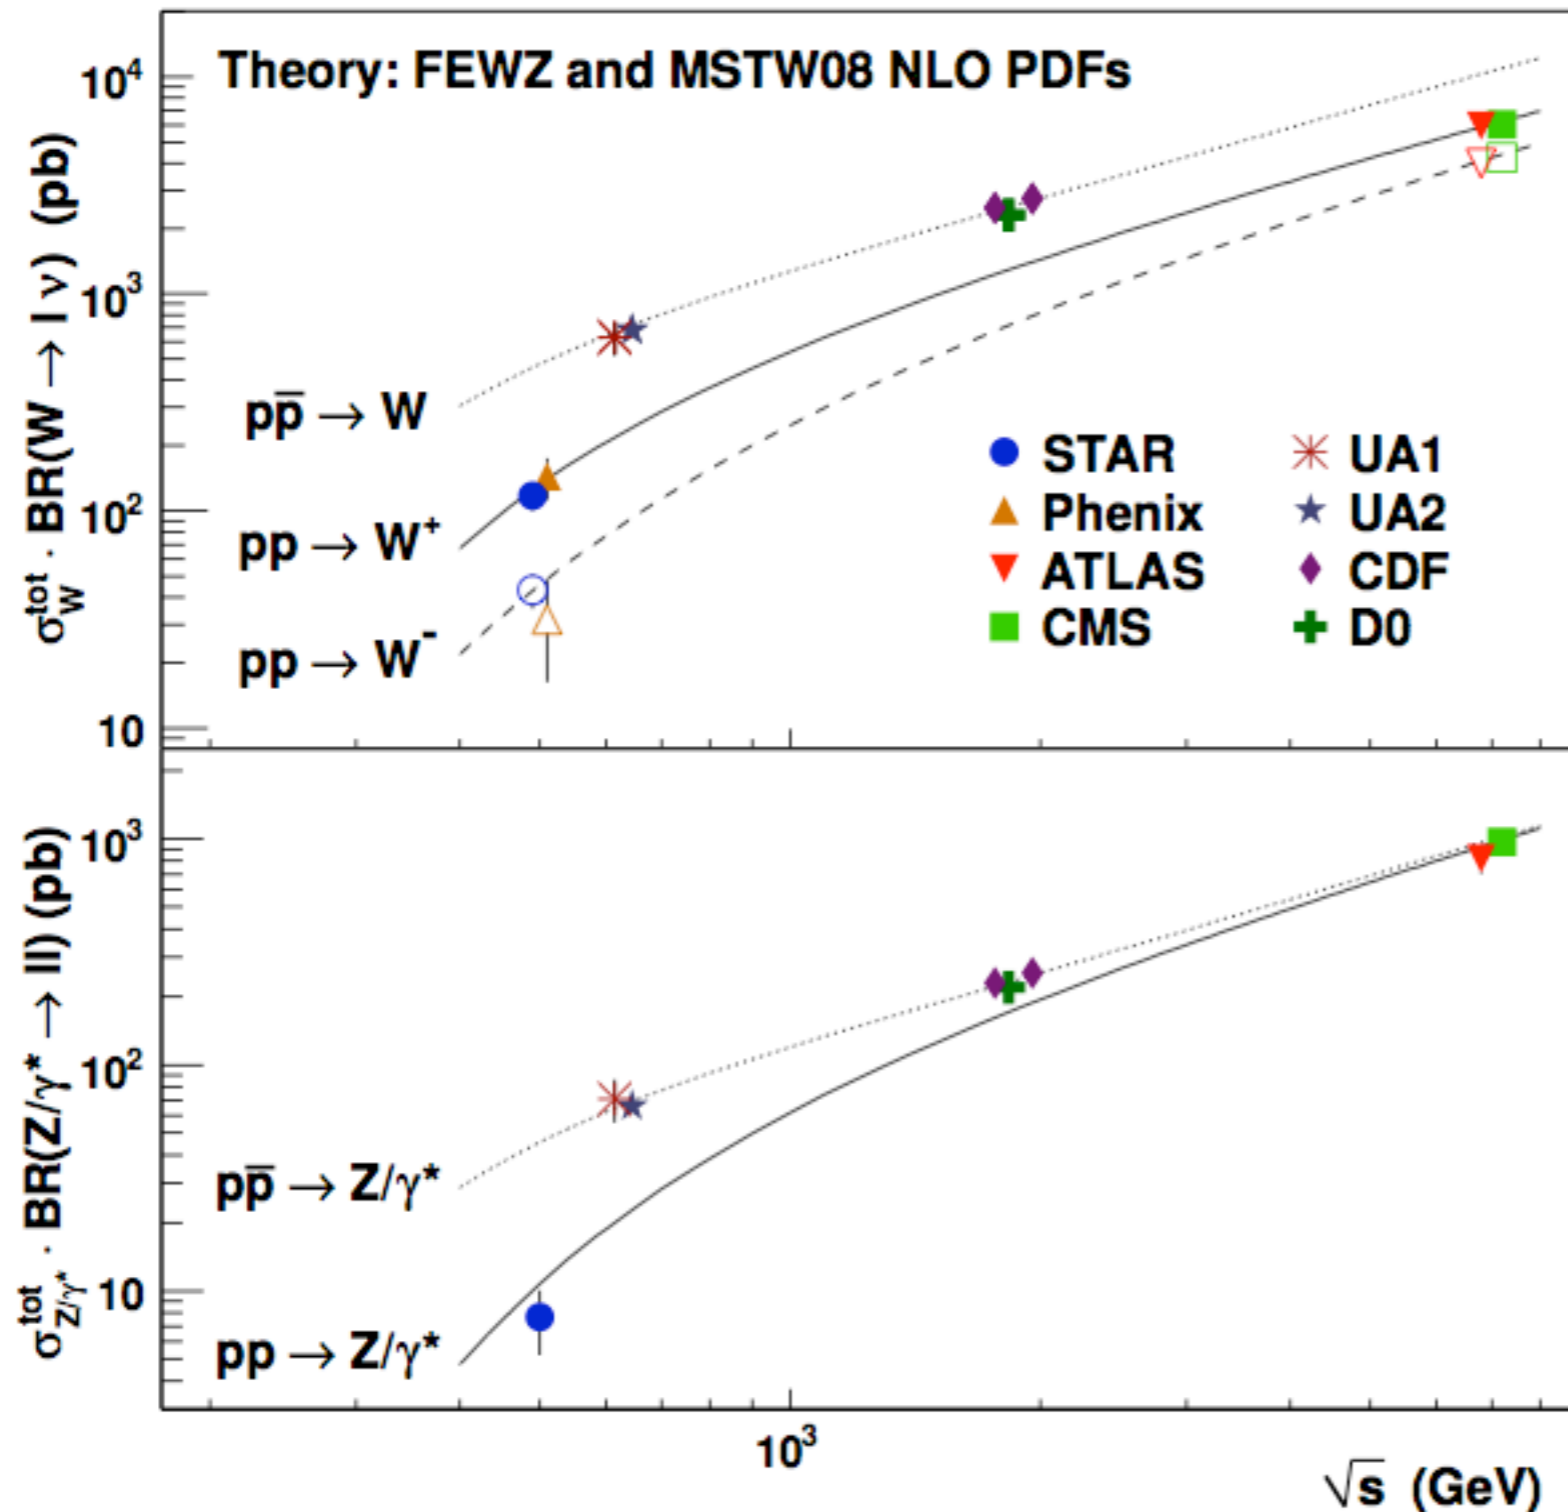 Theory: FEWZ and MSTW08 NLO PDFs
σ_W^tot · BR(W → l ν) (pb)
10⁴
10³
10²
10
pp̅ → W
pp → W⁺
pp → W⁻
STAR
UA1
Phenix
UA2
ATLAS
CDF
CMS
D0
σ_Z/γ*^tot · BR(Z/γ* → ll) (pb)
10³
10²
10
pp̅ → Z/γ*
pp → Z/γ*
10³
√s (GeV)